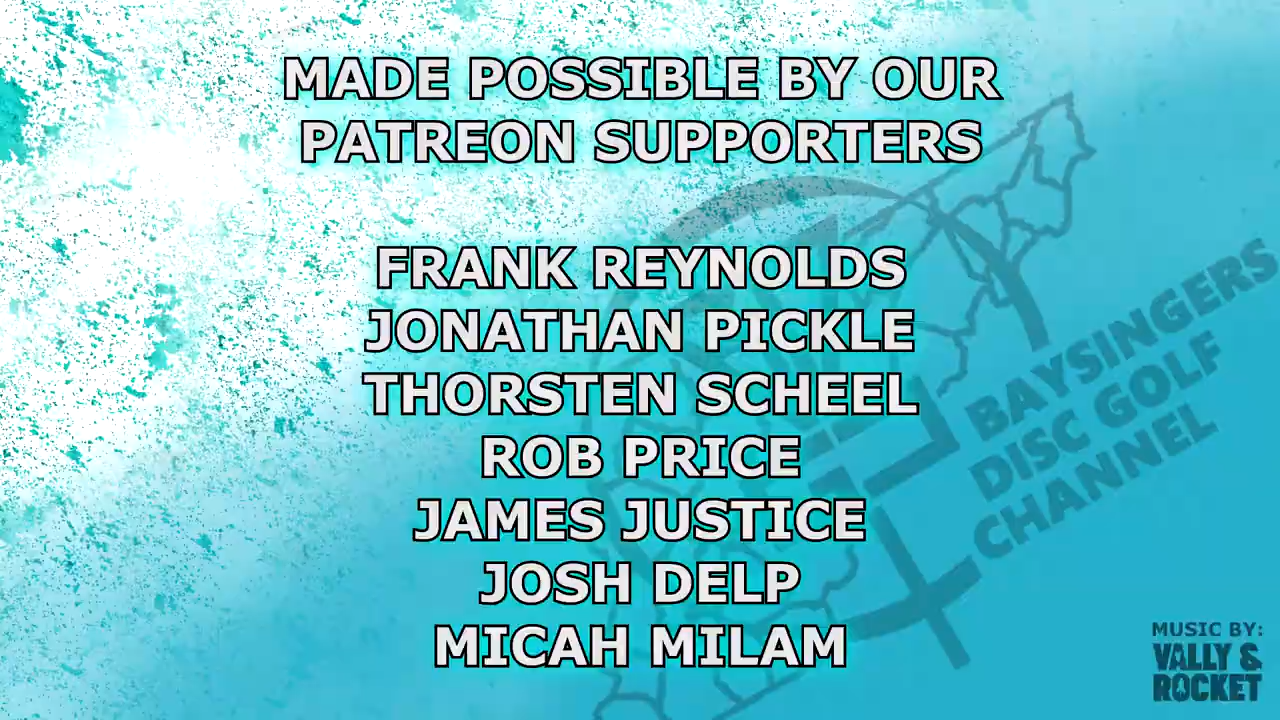 MADE POSSIBLE BY OUR
PATREON SUPPORTERS
FRANK REYNOLDS
JONATHAN PICKLE
THORSTEN SCHEEL
ROB PRICE
JAMES JUSTICE
JOSH DELP
MICAH MILAM
BAYSINGERS
DISC GOLF
CHANNEL
MUSIC BY:
VALLY &
ROCKET